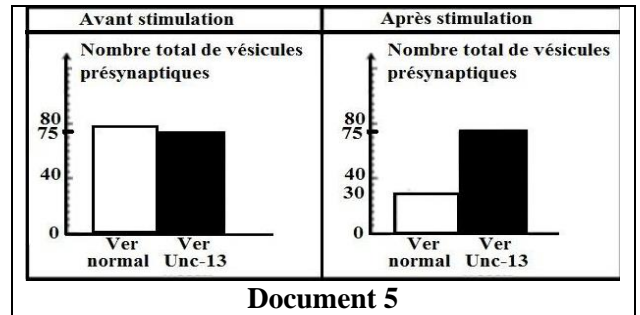 Avant stimulation
Nombre total de vésicules
présynaptiques
80
75
40
0
Ver
normal
Ver
Unc-13
Après stimulation
Nombre total de vésicules
présynaptiques
80
75
40
30
0
Ver
normal
Ver
Unc-13
Document 5